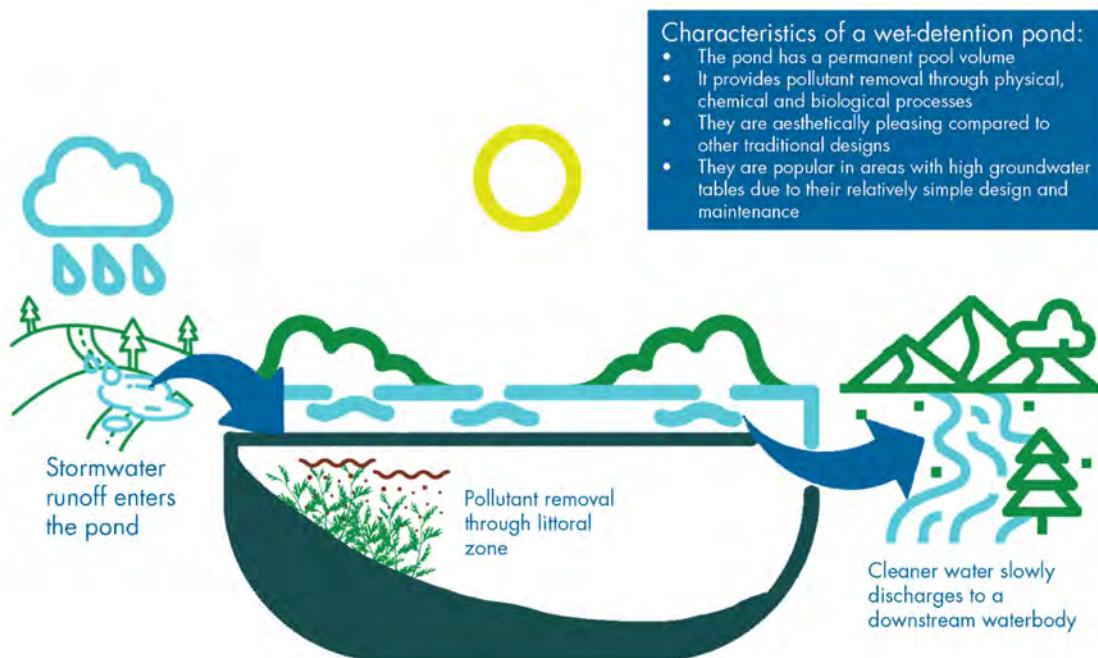 Characteristics of a wet-detention pond:
• The pond has a permanent pool volume
• It provides pollutant removal through physical,
chemical and biological processes
• They are aesthetically pleasing compared to
other traditional designs
• They are popular in areas with high groundwater
tables due to their relatively simple design and
maintenance
Stormwater
runoff enters
the pond
Pollutant removal
through littoral
zone
Cleaner water slowly
discharges to a
downstream waterbody